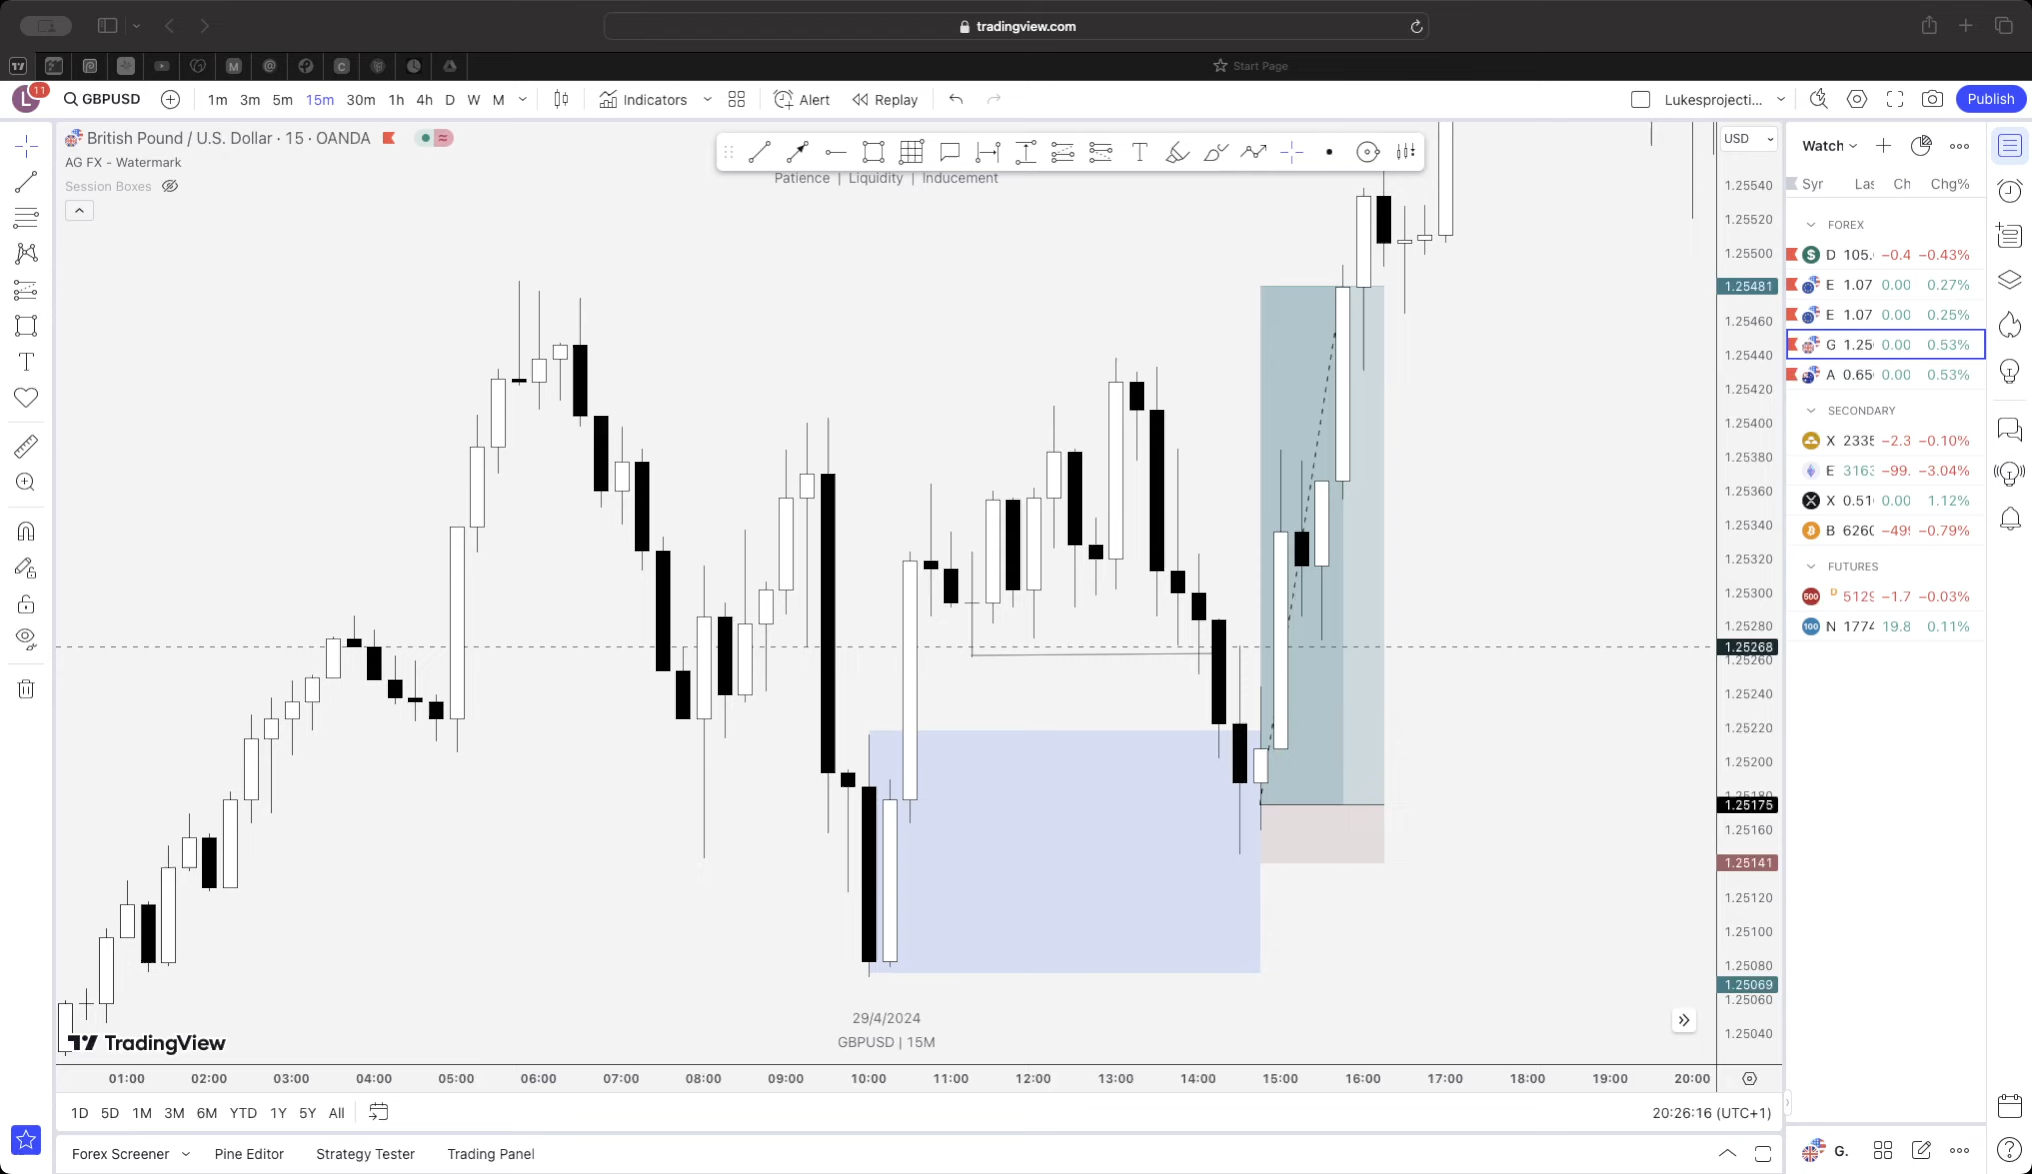 tradingview.com
Start Page
L 11 GBPUSD 1m 3m 5m 15m 30m 1h 4h D W M Indicators Alert Replay Lukesprojecti... Publish
British Pound / U.S. Dollar · 15 · OANDA
AG FX - Watermark
Session Boxes
Patience | Liquidity | Inducement
USD
1.25540
1.25520
1.25500
1.25481
1.25460
1.25440
1.25420
1.25400
1.25380
1.25360
1.25340
1.25320
1.25300
1.25280
1.25268
1.25260
1.25240
1.25220
1.25200
1.25180
1.25175
1.25160
1.25141
1.25120
1.25100
1.25080
1.25069
1.25060
1.25040
29/4/2024
GBPUSD | 15M
TradingView
01:00 02:00 03:00 04:00 05:00 06:00 07:00 08:00 09:00 10:00 11:00 12:00 13:00 14:00 15:00 16:00 17:00 18:00 19:00 20:00
1D 5D 1M 3M 6M YTD 1Y 5Y All
20:26:16 (UTC+1)
Forex Screener Pine Editor Strategy Tester Trading Panel
Watch
Syr Las Ch Chg%
FOREX
D 105. −0.4 −0.43%
E 1.07 0.00 0.27%
E 1.07 0.00 0.25%
G 1.25 0.00 0.53%
A 0.65 0.00 0.53%
SECONDARY
X 2335 −2.3 −0.10%
E 3163 −99. −3.04%
X 0.51 0.00 1.12%
B 6260 −499 −0.79%
FUTURES
500 D 5129 −1.7 −0.03%
100 N 1774 19.8 0.11%
G.